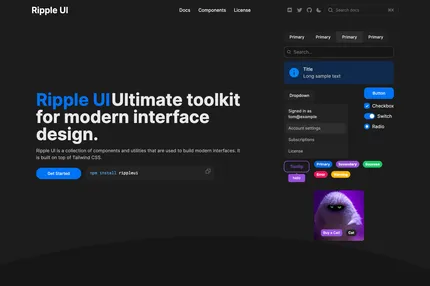 Ripple UI
Docs
Components
License
Search docs
Primary
Primary
Primary
Primary
Search...
Title
Long sample text
Ripple UI Ultimate toolkit
for modern interface
design.
Ripple UI is a collection of components and utilities that are used to build modern interfaces. It
is built on top of Tailwind CSS.
Get Started
npm install rippleui
Dropdown
Signed in as
tom@example
Account settings
Subscriptions
License
Button
Checkbox
Switch
Radio
Tooltip
Primary
Secondary
Success
Error
Warning
Buy a Cat
Cat